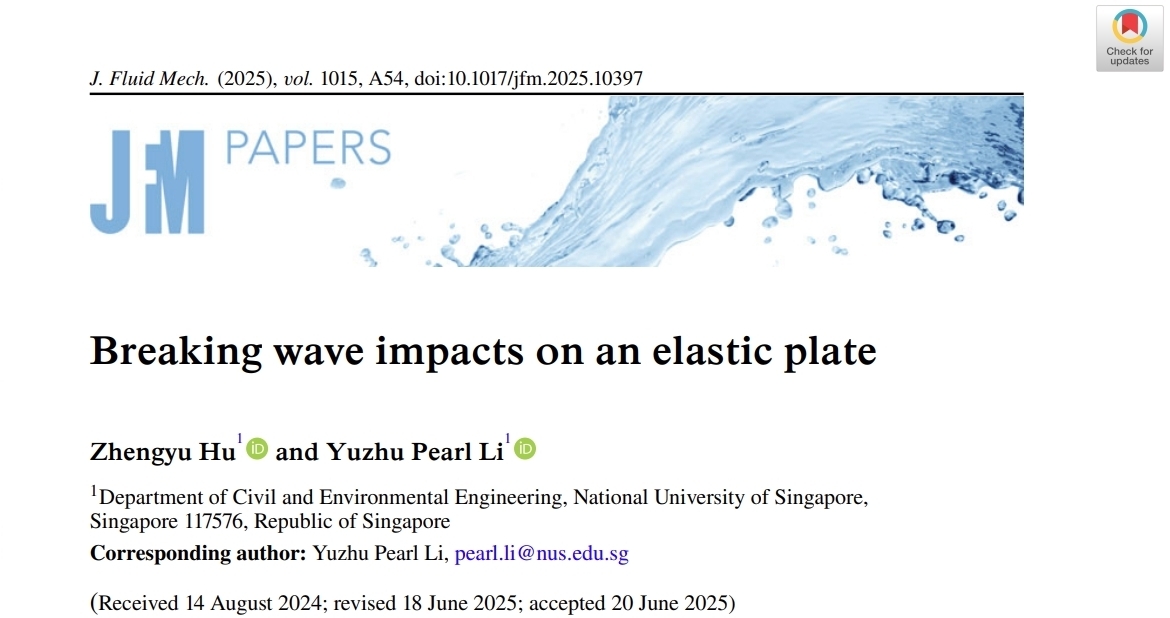 Check for
updates
J. Fluid Mech. (2025), vol. 1015, A54, doi:10.1017/jfm.2025.10397
JFM PAPERS
Breaking wave impacts on an elastic plate
Zhengyu Hu1 iD and Yuzhu Pearl Li1 iD
1Department of Civil and Environmental Engineering, National University of Singapore,
Singapore 117576, Republic of Singapore
Corresponding author: Yuzhu Pearl Li, pearl.li@nus.edu.sg
(Received 14 August 2024; revised 18 June 2025; accepted 20 June 2025)